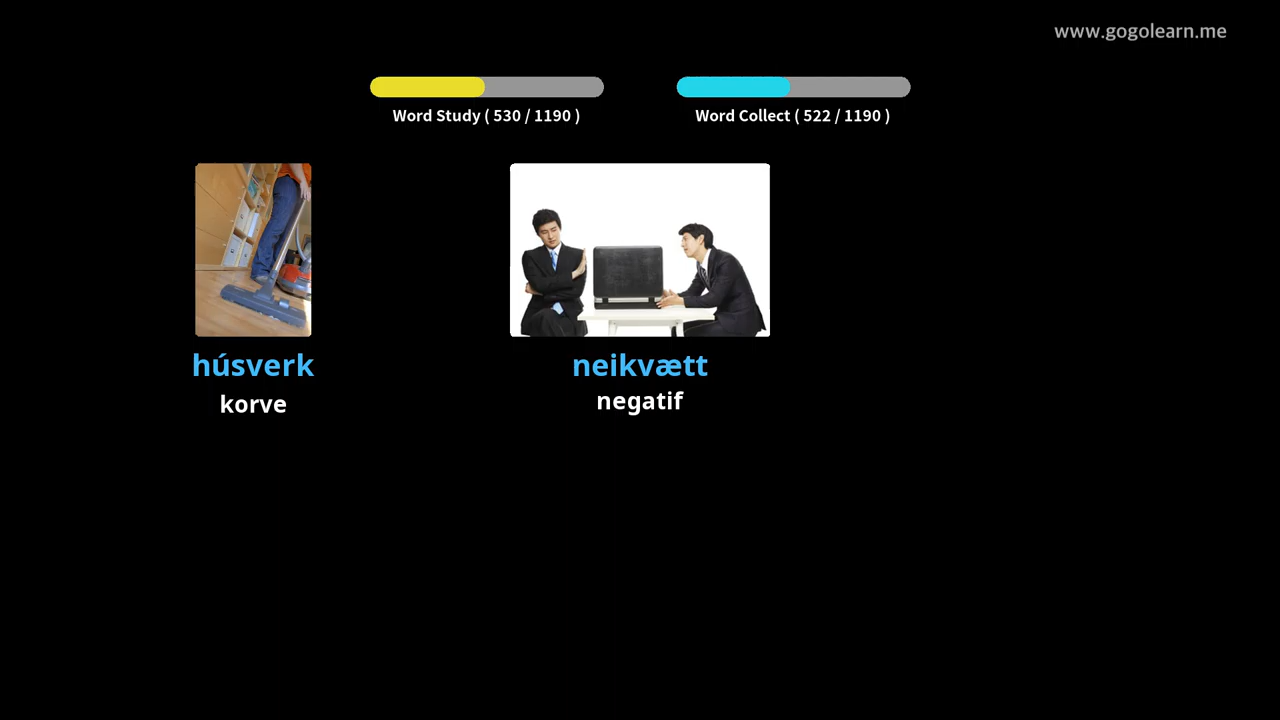 www.gogolearn.me
Word Study ( 530 / 1190 )
Word Collect ( 522 / 1190 )
húsverk
korve
neikvætt
negatif